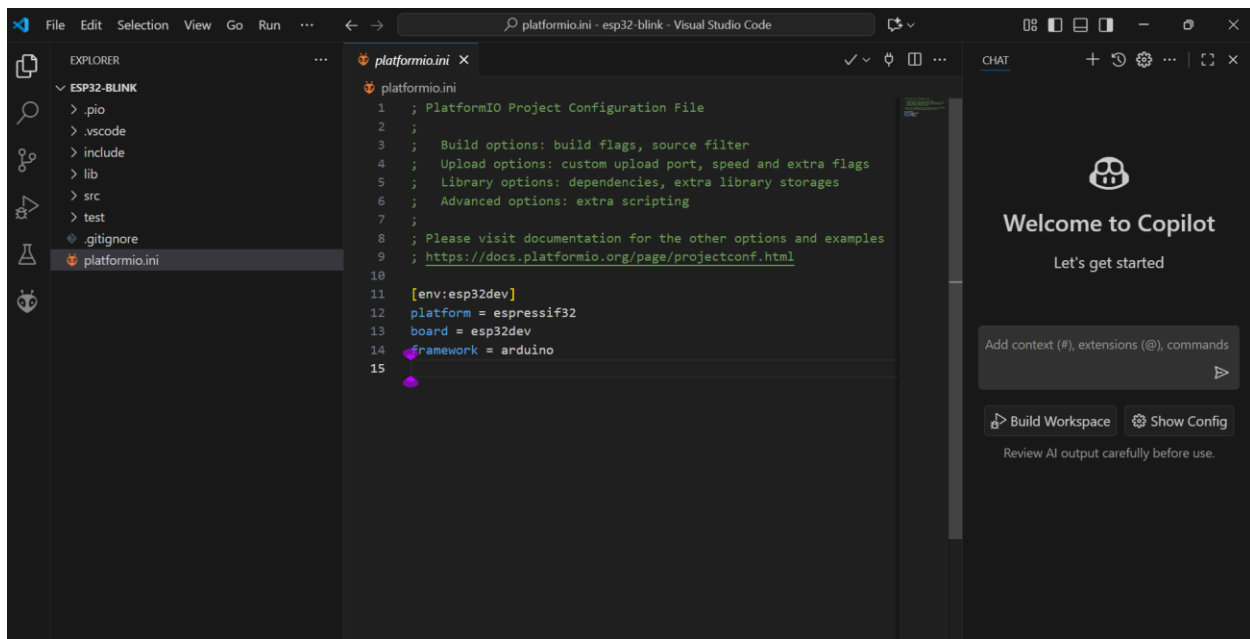 File Edit Selection View Go Run ...
platformio.ini - esp32-blink - Visual Studio Code
EXPLORER
ESP32-BLINK
.pio
.vscode
include
lib
src
test
.gitignore
platformio.ini
platformio.ini
platformio.ini
1 ; PlatformIO Project Configuration File
2 ;
3 ;   Build options: build flags, source filter
4 ;   Upload options: custom upload port, speed and extra flags
5 ;   Library options: dependencies, extra library storages
6 ;   Advanced options: extra scripting
7 ;
8 ; Please visit documentation for the other options and examples
9 ; https://docs.platformio.org/page/projectconf.html
10
11 [env:esp32dev]
12 platform = espressif32
13 board = esp32dev
14 framework = arduino
15
CHAT
Welcome to Copilot
Let's get started
Add context (#), extensions (@), commands
Build Workspace
Show Config
Review AI output carefully before use.